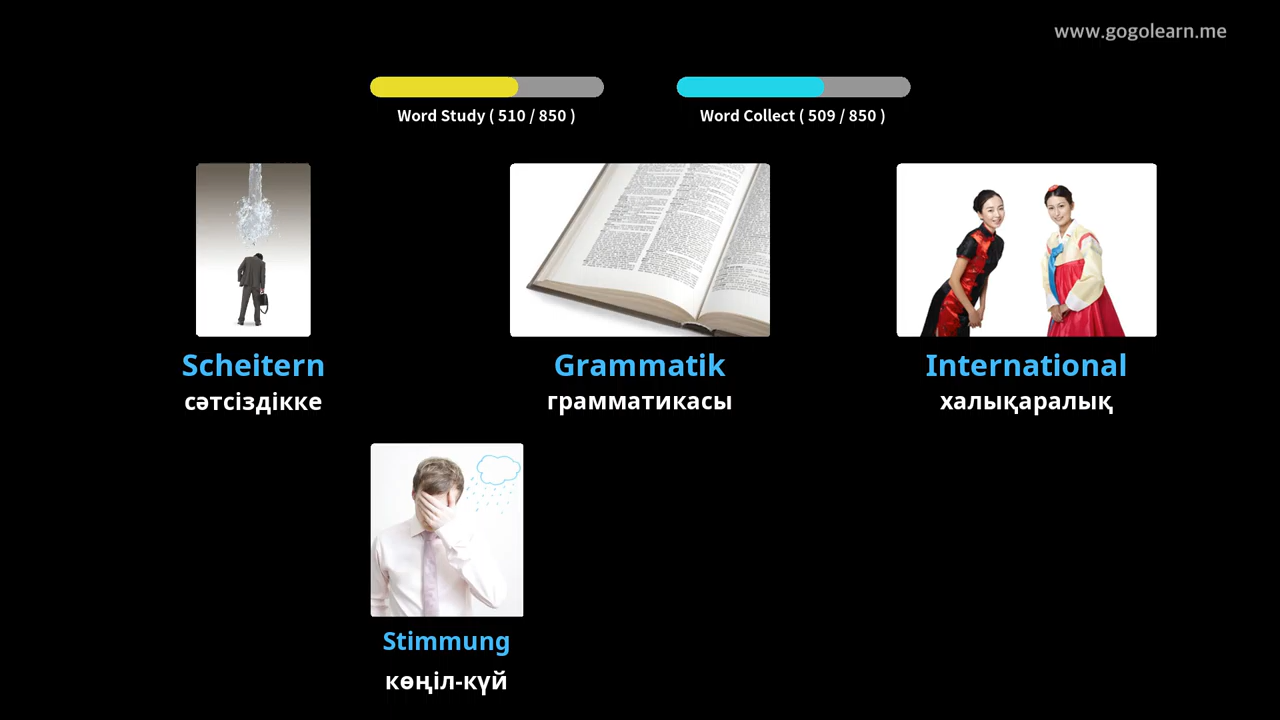 www.gogolearn.me
Word Study ( 510 / 850 )
Word Collect ( 509 / 850 )
Scheitern
сәтсіздікке
Grammatik
грамматикасы
International
халықаралық
Stimmung
көңіл-күй